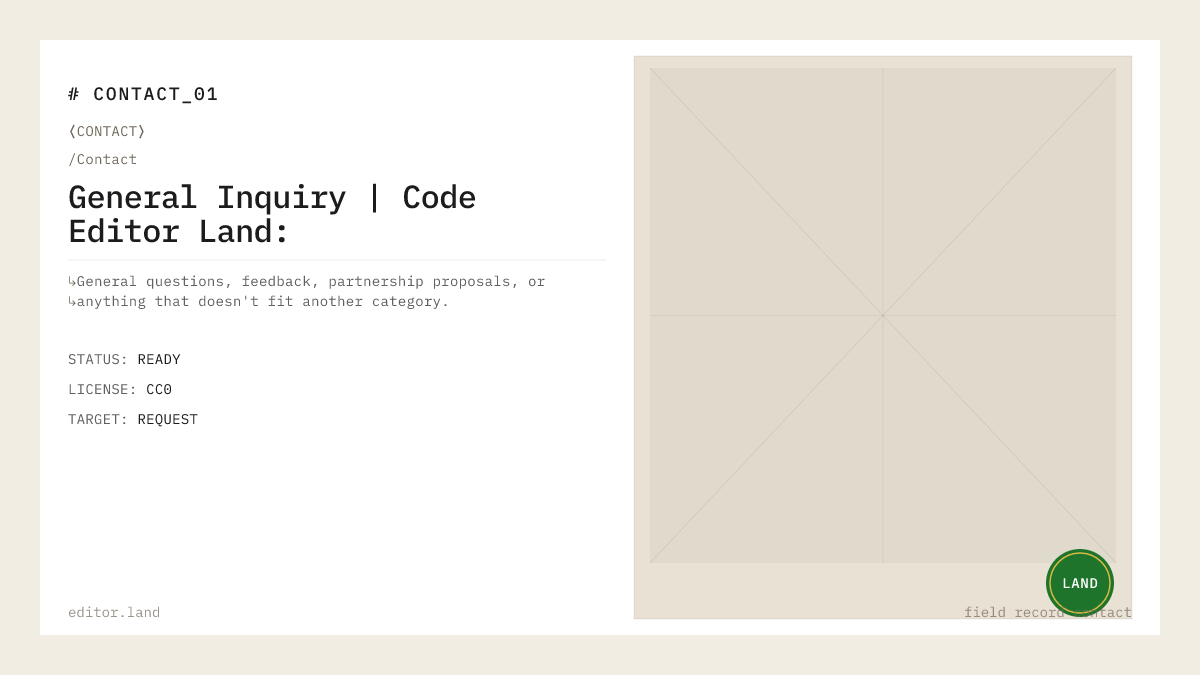 # CONTACT_01
⟨CONTACT⟩
/Contact
General Inquiry | Code
Editor Land:
↳General questions, feedback, partnership proposals, or
↳anything that doesn't fit another category.
STATUS: READY
LICENSE: CC0
TARGET: REQUEST
LAND
editor.land
field record contact